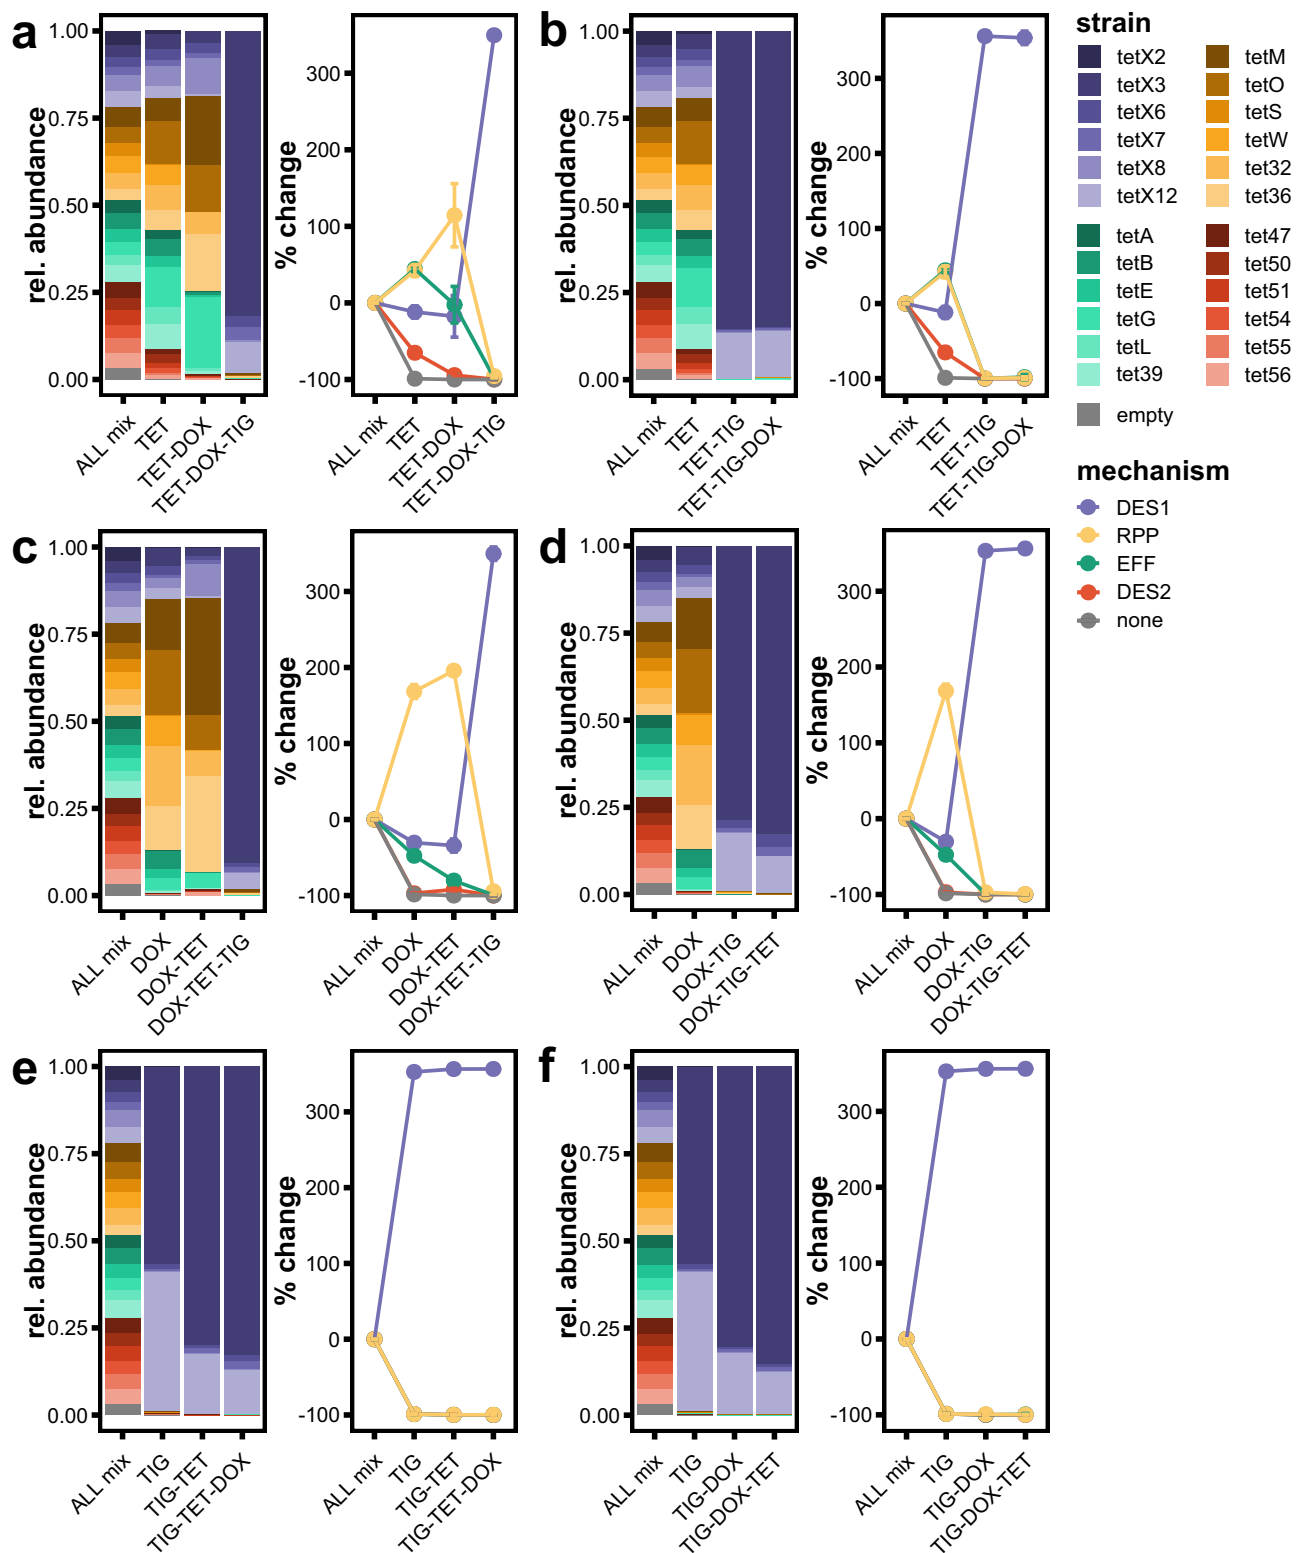 a
rel. abundance
1.00
0.75
0.50
0.25
0.00
ALL mix
TET
TET-DOX
TET-DOX-TIG
% change
300
200
100
0
-100
ALL mix
TET
TET-DOX
TET-DOX-TIG
b
rel. abundance
1.00
0.75
0.50
0.25
0.00
ALL mix
TET
TET-TIG
TET-TIG-DOX
% change
300
200
100
0
-100
ALL mix
TET
TET-TIG
TET-TIG-DOX
strain
tetX2
tetX3
tetX6
tetX7
tetX8
tetX12
tetA
tetB
tetE
tetG
tetL
tet39
empty
tetM
tetO
tetS
tetW
tet32
tet36
tet47
tet50
tet51
tet54
tet55
tet56
mechanism
DES1
RPP
EFF
DES2
none
c
rel. abundance
1.00
0.75
0.50
0.25
0.00
ALL mix
DOX
DOX-TET
DOX-TET-TIG
% change
300
200
100
0
-100
ALL mix
DOX
DOX-TET
DOX-TET-TIG
d
rel. abundance
1.00
0.75
0.50
0.25
0.00
ALL mix
DOX
DOX-TIG
DOX-TIG-TET
% change
300
200
100
0
-100
ALL mix
DOX
DOX-TIG
DOX-TIG-TET
e
rel. abundance
1.00
0.75
0.50
0.25
0.00
ALL mix
TIG
TIG-TET
TIG-TET-DOX
% change
300
200
100
0
-100
ALL mix
TIG
TIG-TET
TIG-TET-DOX
f
rel. abundance
1.00
0.75
0.50
0.25
0.00
ALL mix
TIG
TIG-DOX
TIG-DOX-TET
% change
300
200
100
0
-100
ALL mix
TIG
TIG-DOX
TIG-DOX-TET